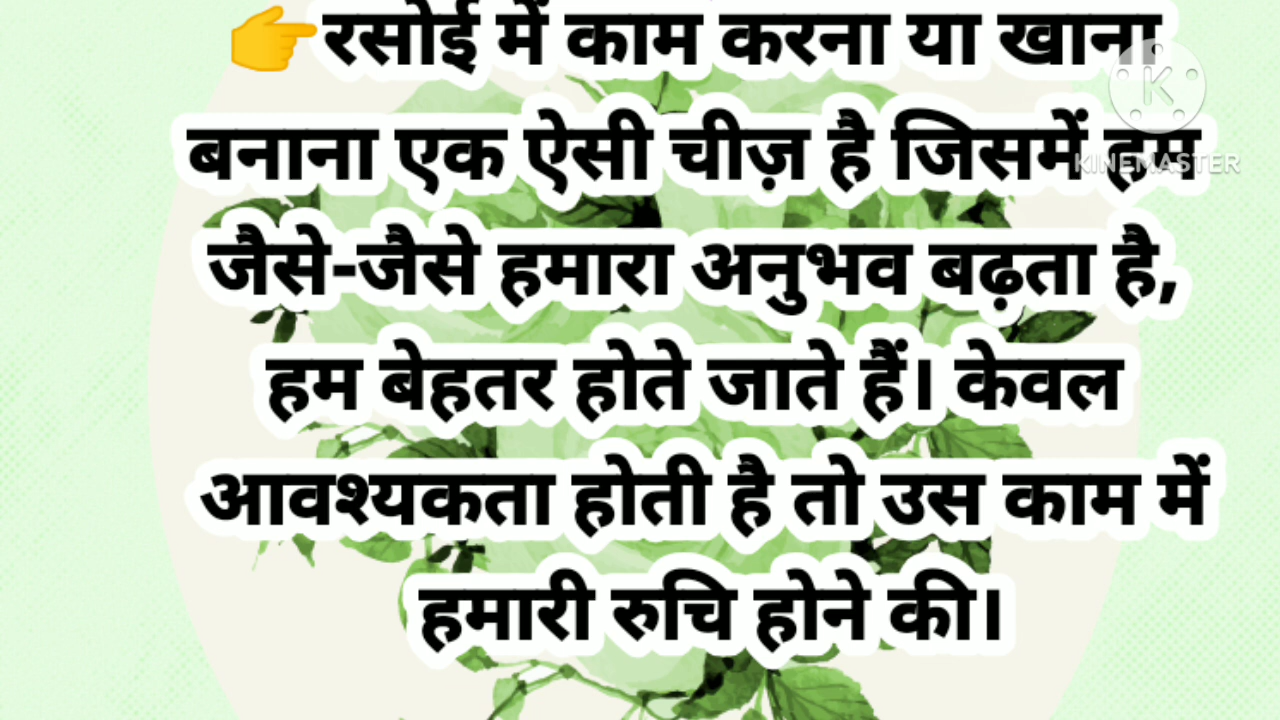 👉रसोई में काम करना या खाना
बनाना एक ऐसी चीज़ है जिसमें हम
जैसे-जैसे हमारा अनुभव बढ़ता है,
हम बेहतर होते जाते हैं। केवल
आवश्यकता होती है तो उस काम में
हमारी रुचि होने की।
K
KINEMASTER